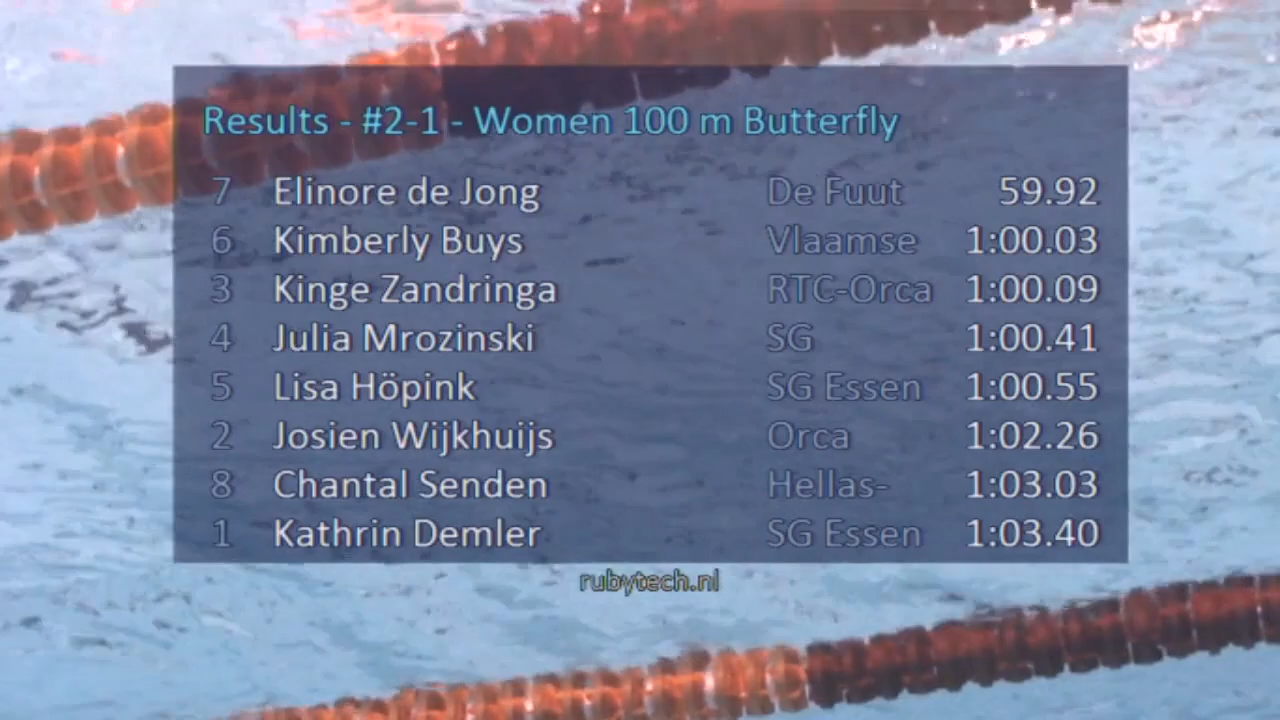 Results - #2-1 - Women 100 m Butterfly
7 Elinore de Jong De Fuut 59.92
6 Kimberly Buys Vlaamse 1:00.03
3 Kinge Zandringa RTC-Orca 1:00.09
4 Julia Mrozinski SG 1:00.41
5 Lisa Höpink SG Essen 1:00.55
2 Josien Wijkhuijs Orca 1:02.26
8 Chantal Senden Hellas- 1:03.03
1 Kathrin Demler SG Essen 1:03.40
rubytech.nl